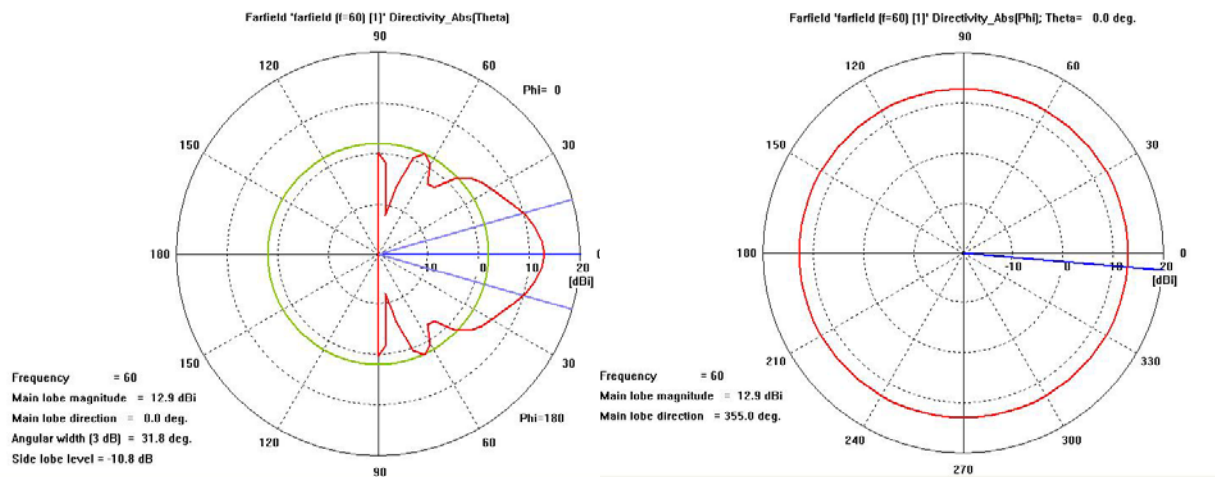 Farfield 'farfield (f=60) [1]' Directivity_Abs(Theta)
90
120
60
Phi= 0
150
30
180
-10
0
10
20
0
[dBi]
150
30
Frequency = 60
Main lobe magnitude = 12.9 dBi
Main lobe direction = 0.0 deg.
Phi=180
Angular width (3 dB) = 31.8 deg.
120
60
Side lobe level = -10.8 dB
90
Farfield 'farfield (f=60) [1]' Directivity_Abs(Phi); Theta= 0.0 deg.
90
120
60
150
30
180
-10
0
10
20
0
[dBi]
210
330
Frequency = 60
Main lobe magnitude = 12.9 dBi
Main lobe direction = 355.0 deg.
240
300
270